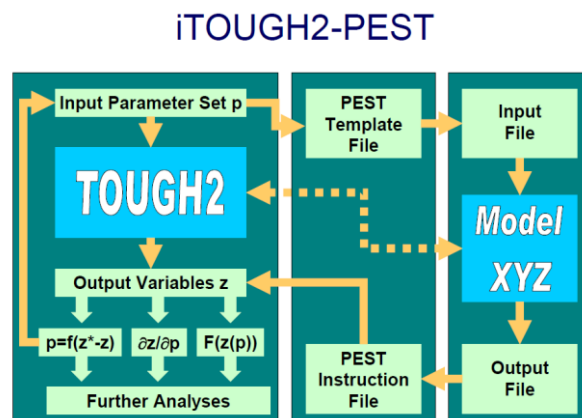 iTOUGH2-PEST
Input Parameter Set p
TOUGH2
Output Variables z
p=f(z*-z)
∂z/∂p
F(z(p))
Further Analyses
PEST
Template
File
PEST
Instruction
File
Input
File
Model
XYZ
Output
File